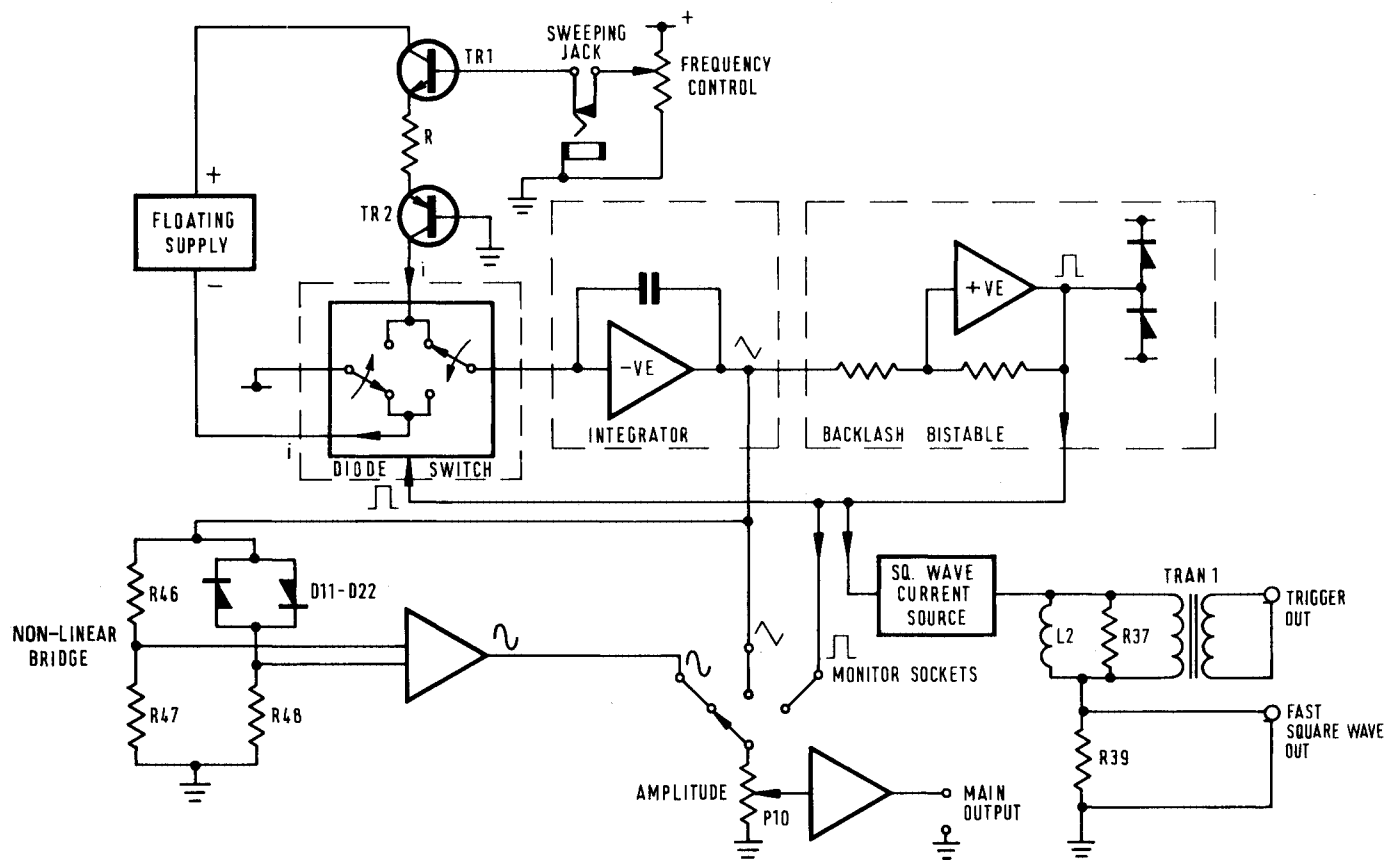 +
SWEEPING
JACK
TR1
FREQUENCY
CONTROL
R
+
FLOATING
SUPPLY
−
TR2
i
+VE
−VE
i
INTEGRATOR
BACKLASH BISTABLE
DIODE SWITCH
R46
D11-D22
SQ. WAVE
CURRENT
SOURCE
TRAN 1
TRIGGER
OUT
L2
R37
NON-LINEAR
BRIDGE
MONITOR SOCKETS
R47
R48
FAST
SQUARE WAVE
OUT
R39
AMPLITUDE
P10
MAIN
OUTPUT